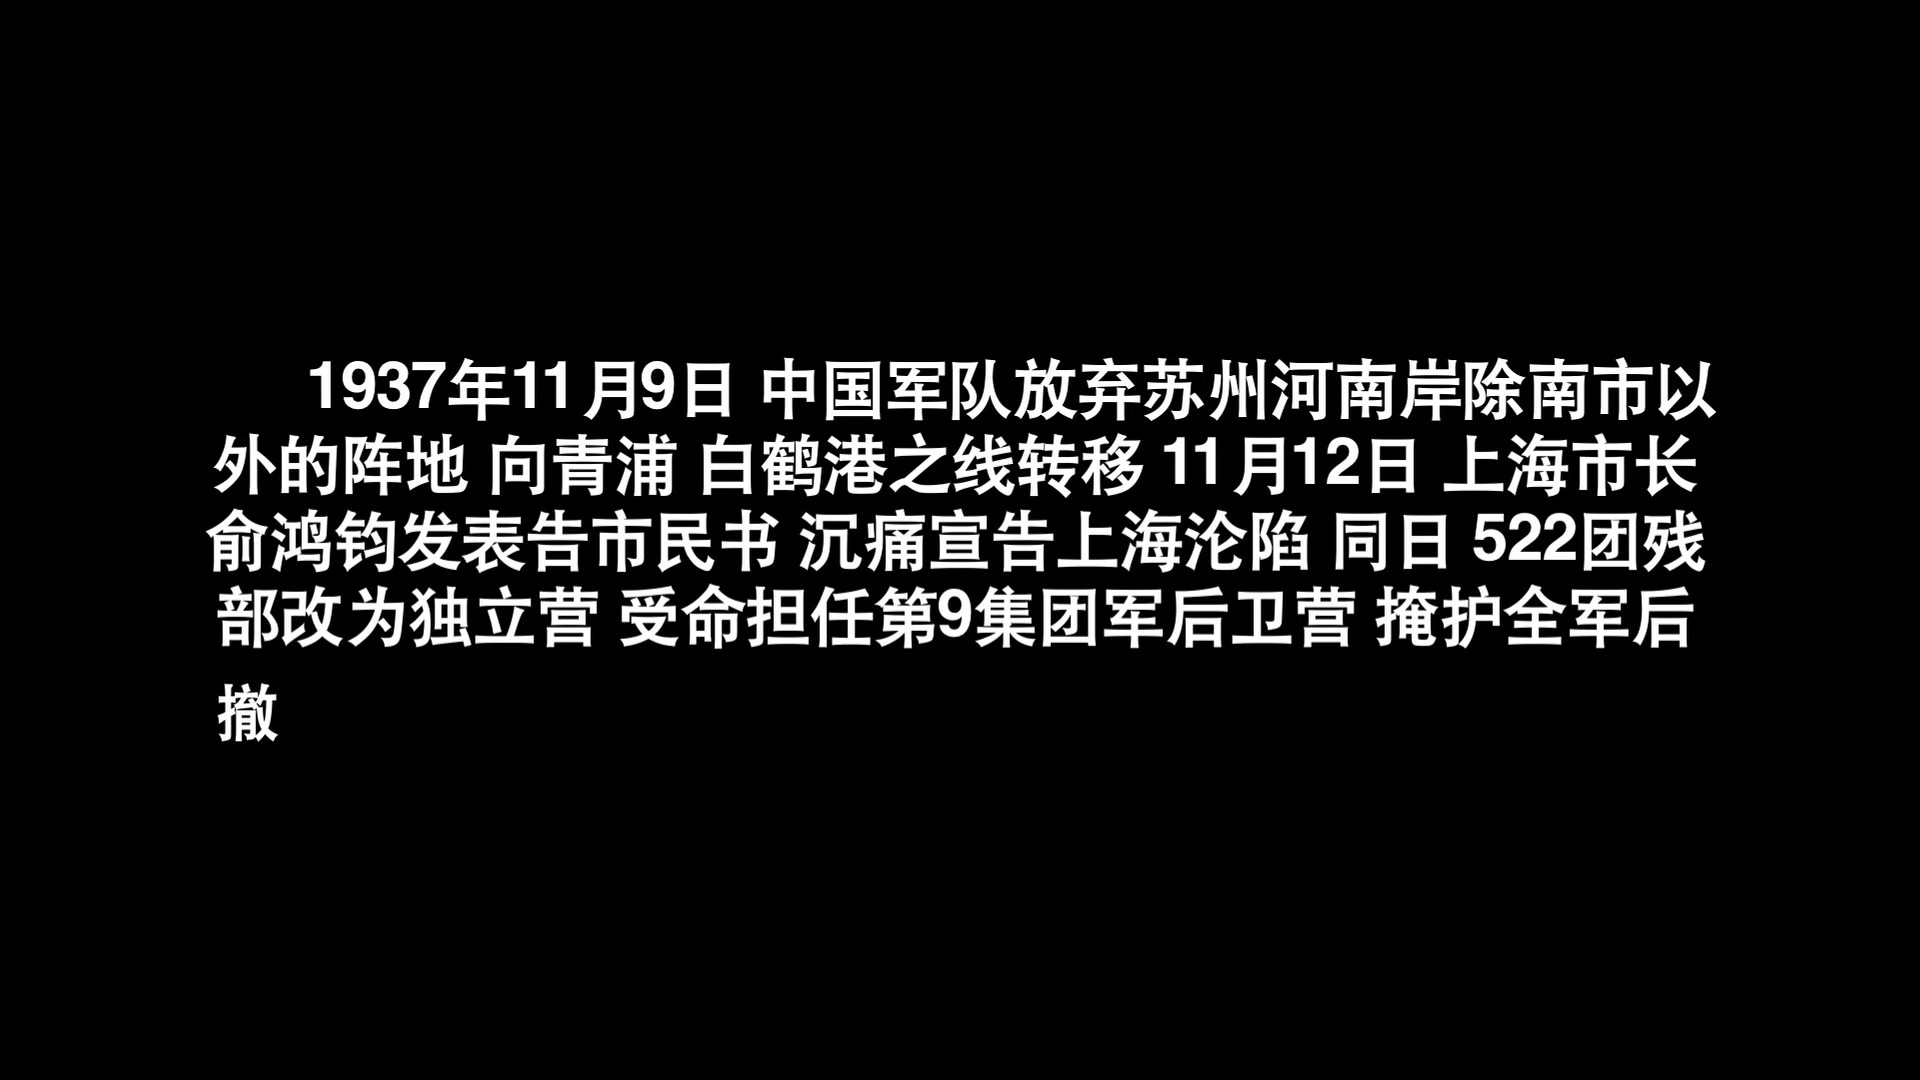 1937年11月9日 中国军队放弃苏州河南岸除南市以
外的阵地 向青浦 白鹤港之线转移 11月12日 上海市长
俞鸿钧发表告市民书 沉痛宣告上海沦陷 同日 522团残
部改为独立营 受命担任第9集团军后卫营 掩护全军后
撤